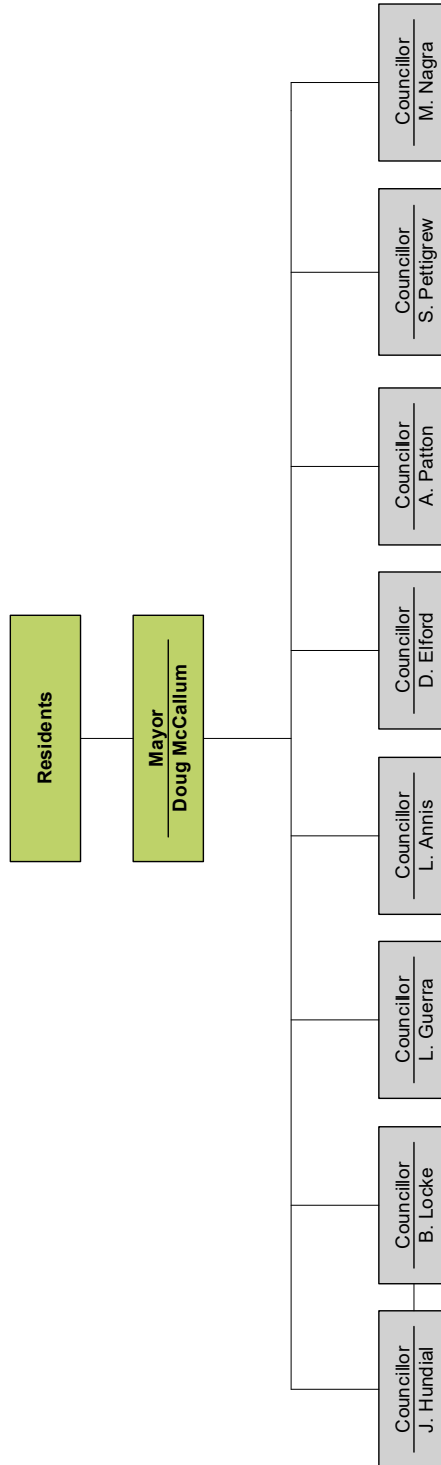 Residents
Mayor
Doug McCallum
Councillor
J. Hundial
Councillor
B. Locke
Councillor
L. Guerra
Councillor
L. Annis
Councillor
D. Elford
Councillor
A. Patton
Councillor
S. Pettigrew
Councillor
M. Nagra